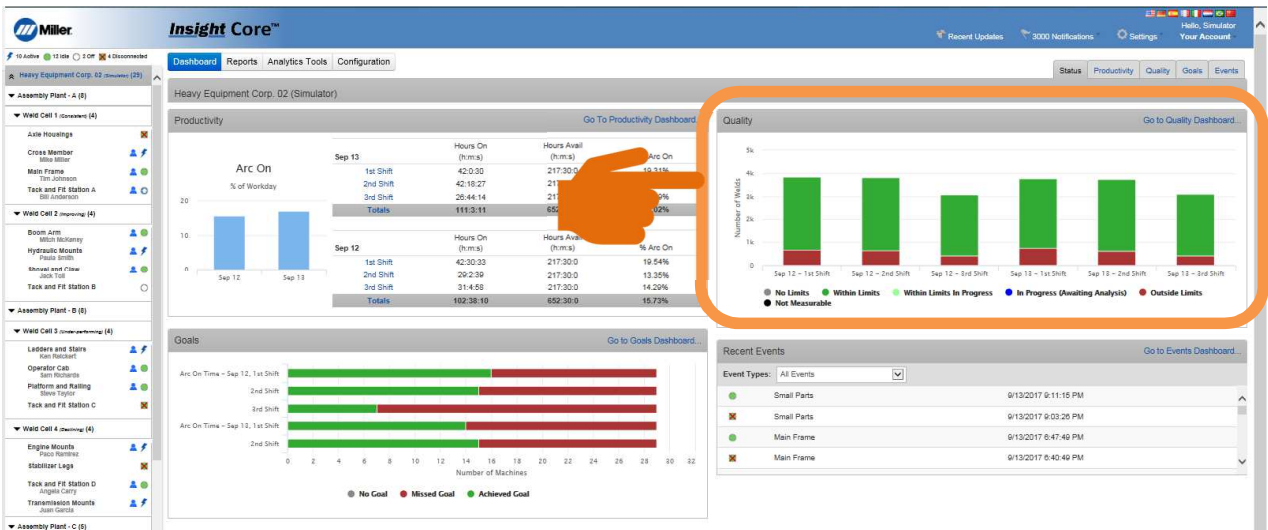 Miller
Insight Core™
Hello, Simulator
Recent Updates
3000 Notifications
Settings
Your Account
10 Active 12 Idle 2 Off 4 Disconnected
Dashboard Reports Analytics Tools Configuration
Status Productivity Quality Goals Events
Heavy Equipment Corp. 02 (Simulator) (29)
Heavy Equipment Corp. 02 (Simulator)
Assembly Plant - A (8)
Weld Cell 1 (Consistent) (4)
Axle Housings
Cross Member
Mike Miller
Main Frame
Tim Johnson
Tack and Fit Station A
Bill Anderson
Weld Cell 2 (Improving) (4)
Boom Arm
Mitch McKaney
Hydraulic Mounts
Paula Smith
Shovel and Claw
Jock Toll
Tack and Fit Station B
Assembly Plant - B (8)
Weld Cell 3 (Under-performing) (4)
Ladders and Stairs
Ken Reickert
Operator Cab
Sam Richards
Platform and Railing
Steve Taylor
Tack and Fit Station C
Weld Cell 4 (Declining) (4)
Engine Mounts
Paco Ramirez
Stabilizer Legs
Tack and Fit Station D
Angela Carry
Transmission Mounts
Juan Garcia
Assembly Plant - C (5)
Productivity
Go To Productivity Dashboard...
Arc On
% of Workday
20
10
0
Sep 12 Sep 13
Sep 13 Hours On (h:m:s) Hours Avail (h:m:s) Arc On
1st Shift 42:0:30 217:30:0 19.31%
2nd Shift 42:18:27 217
3rd Shift 26:44:14 217 9%
Totals 111:3:11 652 02%
Sep 12 Hours On (h:m:s) Hours Avail (h:m:s) % Arc On
1st Shift 42:30:33 217:30:0 19.54%
2nd Shift 29:2:39 217:30:0 13.35%
3rd Shift 31:4:58 217:30:0 14.29%
Totals 102:38:10 652:30:0 15.73%
Quality
Go to Quality Dashboard...
Number of Welds
5k
4k
3k
2k
1k
0
Sep 12 - 1st Shift Sep 12 - 2nd Shift Sep 12 - 3rd Shift Sep 13 - 1st Shift Sep 13 - 2nd Shift Sep 13 - 3rd Shift
No Limits Within Limits Within Limits In Progress In Progress (Awaiting Analysis) Outside Limits
Not Measurable
Goals
Go to Goals Dashboard...
Arc On Time - Sep 12, 1st Shift
2nd Shift
3rd Shift
Arc On Time - Sep 13, 1st Shift
2nd Shift
0 2 4 6 8 10 12 14 16 18 20 22 24 26 28 30 32
Number of Machines
No Goal Missed Goal Achieved Goal
Recent Events
Go to Events Dashboard...
Event Types: All Events
Small Parts 9/13/2017 9:11:15 PM
Small Parts 9/13/2017 9:03:26 PM
Main Frame 9/13/2017 6:47:49 PM
Main Frame 9/13/2017 6:40:49 PM